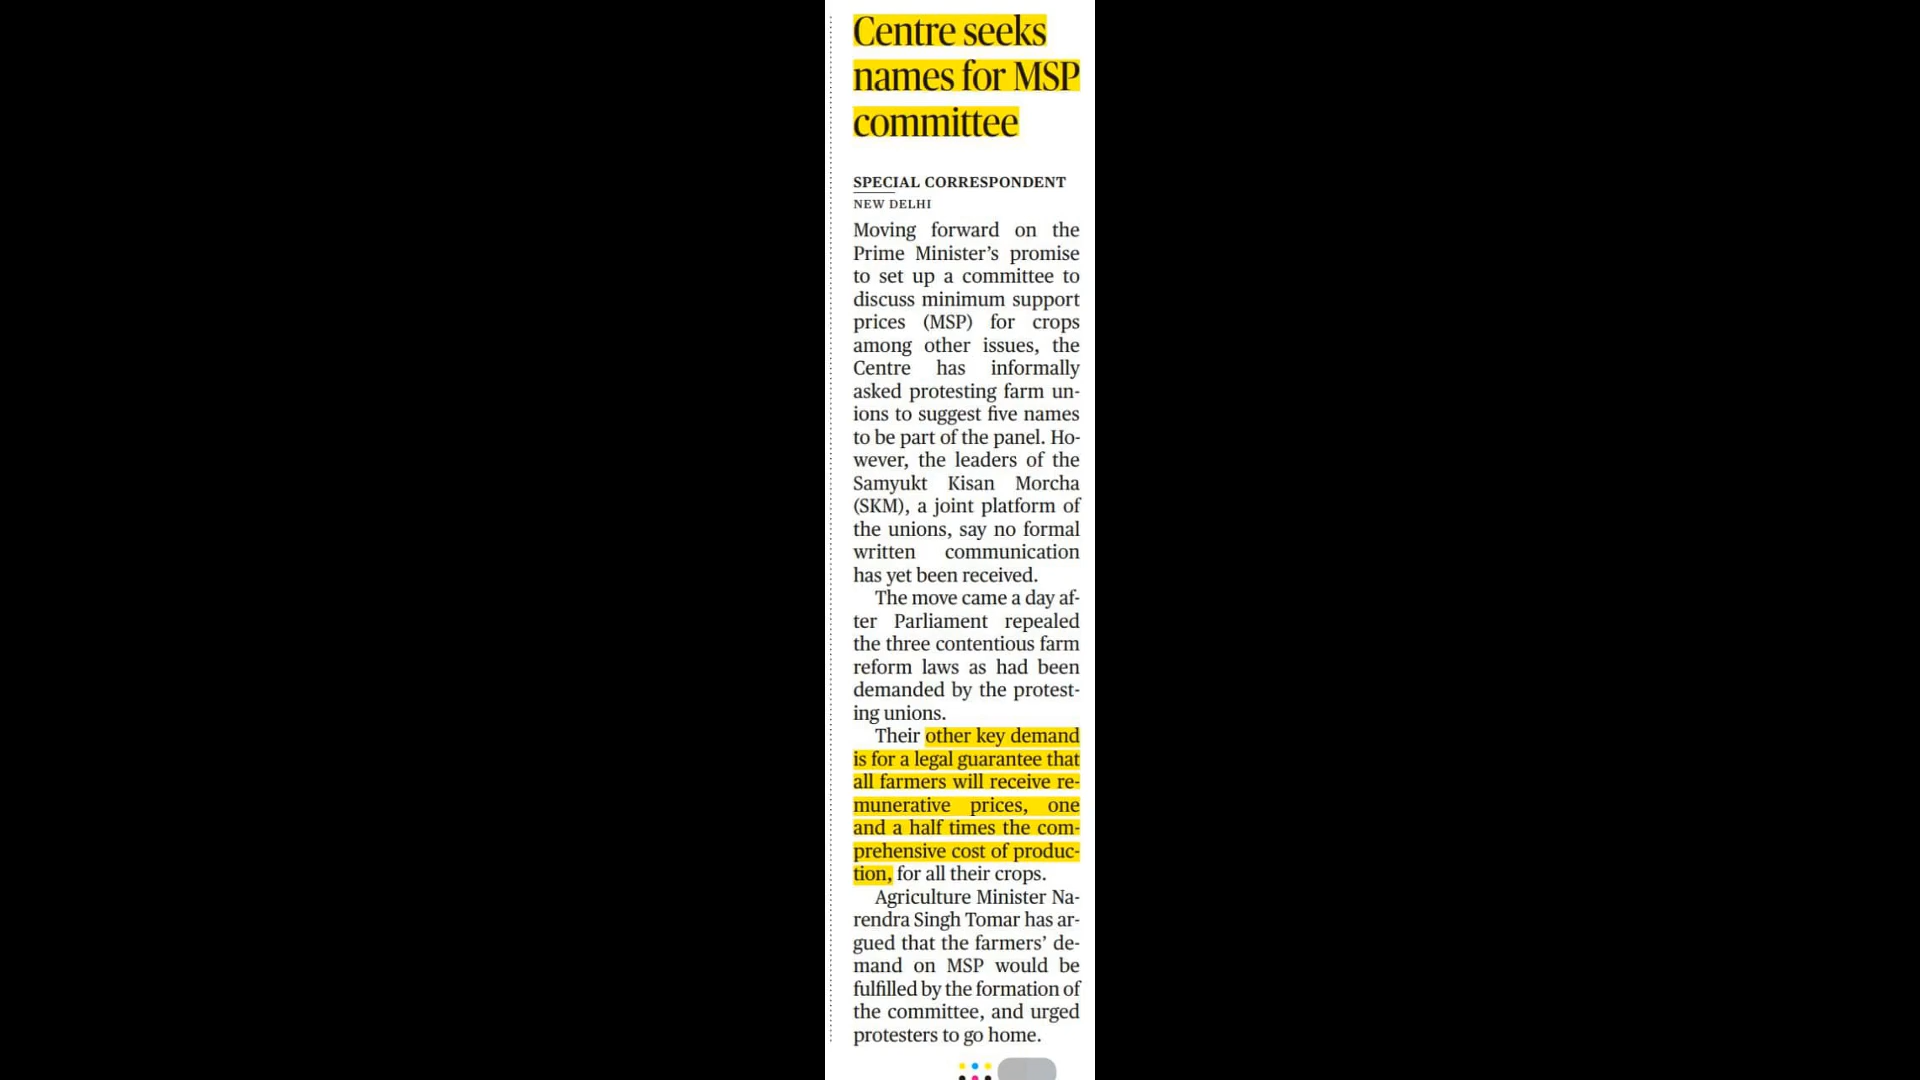 Centre seeks
names for MSP
committee
SPECIAL CORRESPONDENT
NEW DELHI
Moving forward on the
Prime Minister’s promise
to set up a committee to
discuss minimum support
prices (MSP) for crops
among other issues, the
Centre has informally
asked protesting farm un-
ions to suggest five names
to be part of the panel. Ho-
wever, the leaders of the
Samyukt Kisan Morcha
(SKM), a joint platform of
the unions, say no formal
written communication
has yet been received.
The move came a day af-
ter Parliament repealed
the three contentious farm
reform laws as had been
demanded by the protest-
ing unions.
Their other key demand
is for a legal guarantee that
all farmers will receive re-
munerative prices, one
and a half times the com-
prehensive cost of produc-
tion, for all their crops.
Agriculture Minister Na-
rendra Singh Tomar has ar-
gued that the farmers’ de-
mand on MSP would be
fulfilled by the formation of
the committee, and urged
protesters to go home.